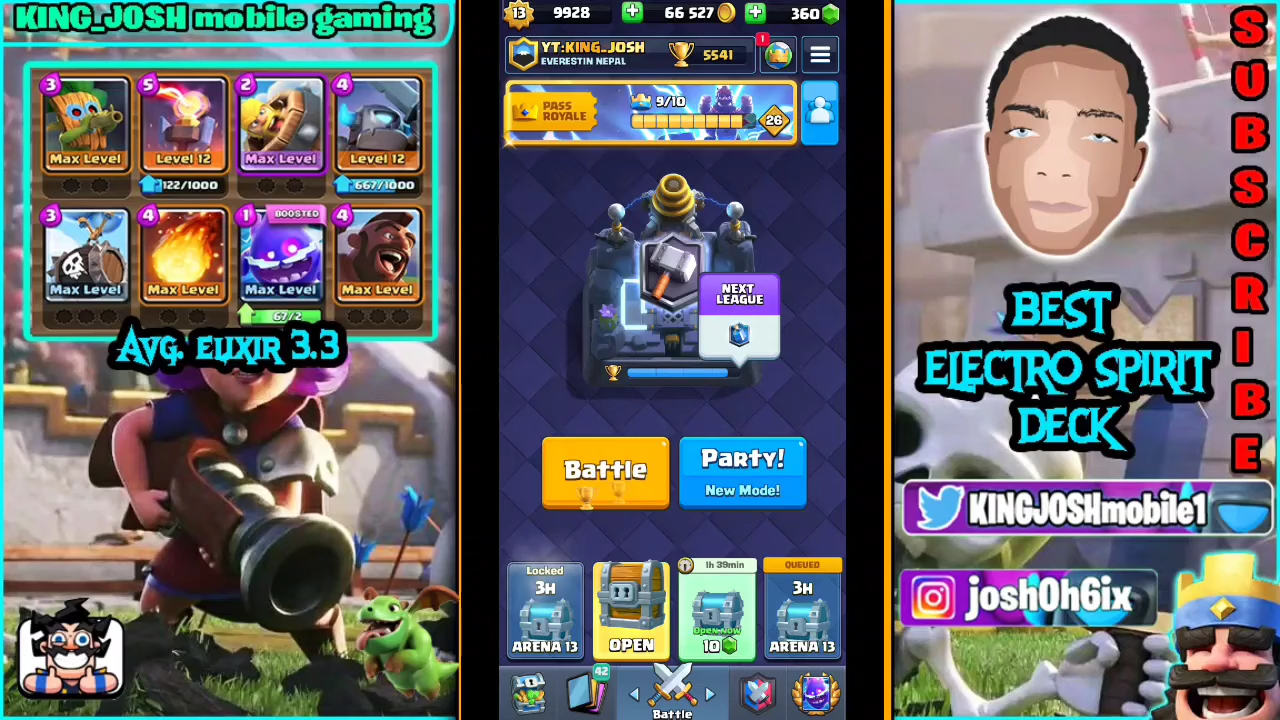 KING_JOSH mobile gaming
3
Max Level
5
Level 12
122/1000
2
Max Level
4
Level 12
667/1000
3
Max Level
4
Max Level
1
BOOSTED
Max Level
67/2
4
Max Level
Avg. elixir 3.3
13
9928
66 527
360
YT:KING_JOSH
EVERESTIN NEPAL
5541
1
PASS
ROYALE
9/10
26
NEXT
LEAGUE
Battle
Party!
New Mode!
Locked
3H
ARENA 13
OPEN
1h 39min
Open now
10
QUEUED
3H
ARENA 13
42
Battle
BEST
ELECTRO SPIRIT
DECK
SUBSCRIBE
KINGJOSHmobile1
josh0h6ix